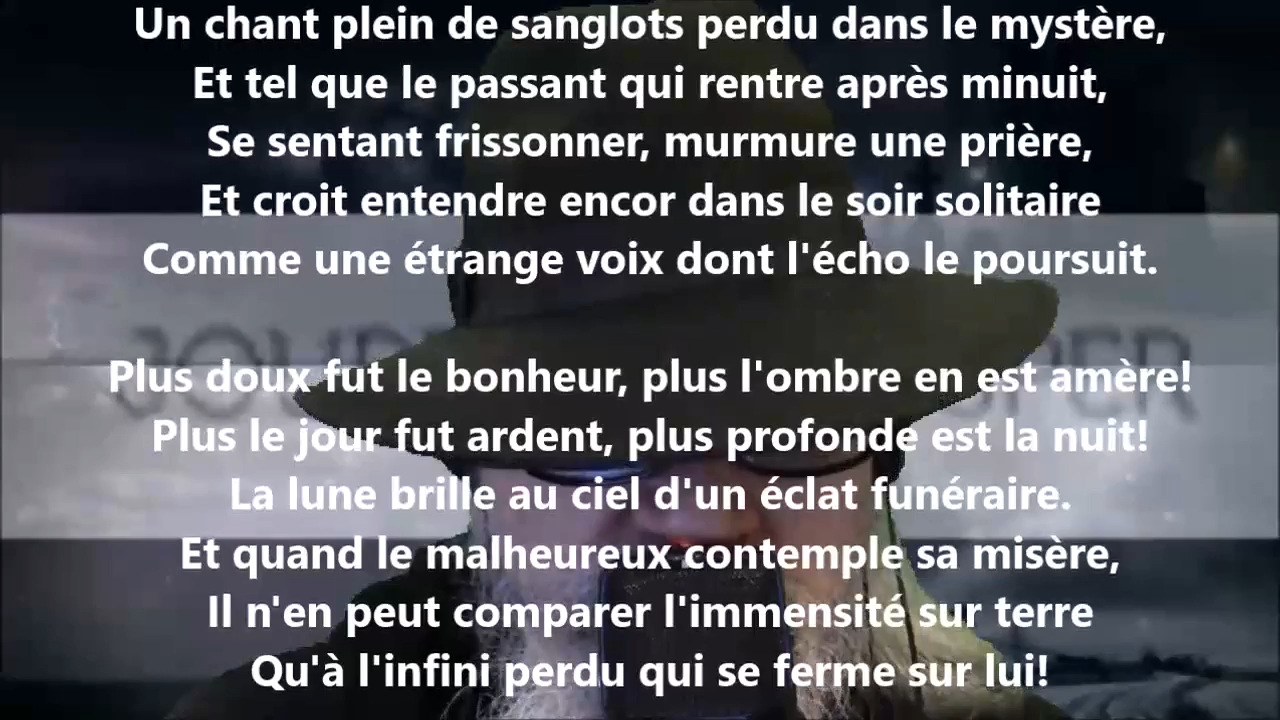 Un chant plein de sanglots perdu dans le mystère,
Et tel que le passant qui rentre après minuit,
Se sentant frissonner, murmure une prière,
Et croit entendre encor dans le soir solitaire
Comme une étrange voix dont l'écho le poursuit.
Plus doux fut le bonheur, plus l'ombre en est amère!
Plus le jour fut ardent, plus profonde est la nuit!
La lune brille au ciel d'un éclat funéraire.
Et quand le malheureux contemple sa misère,
Il n'en peut comparer l'immensité sur terre
Qu'à l'infini perdu qui se ferme sur lui!